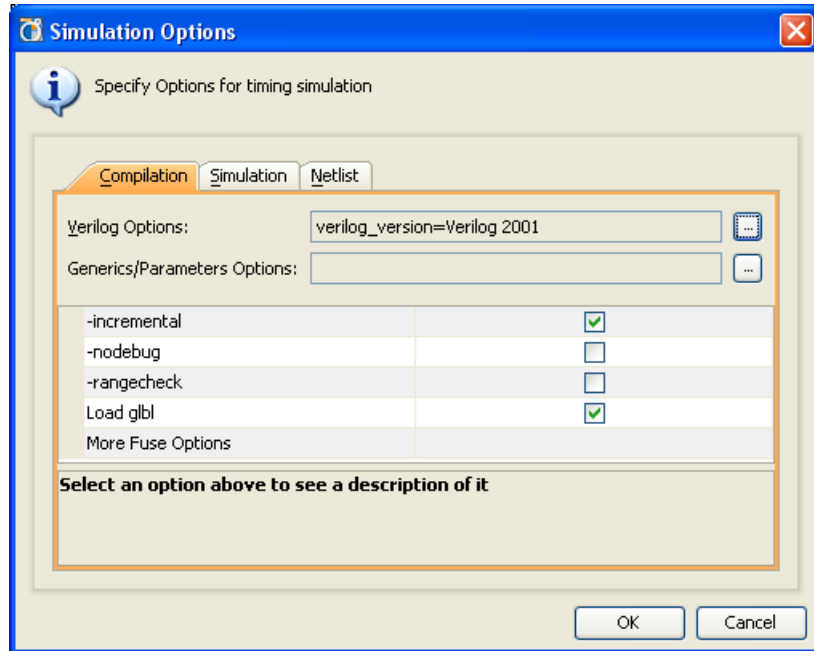 Simulation Options
Specify Options for timing simulation
Compilation Simulation Netlist
Verilog Options: verilog_version=Verilog 2001 ...
Generics/Parameters Options: ...
-incremental
-nodebug
-rangecheck
Load glbl
More Fuse Options
Select an option above to see a description of it
OK Cancel